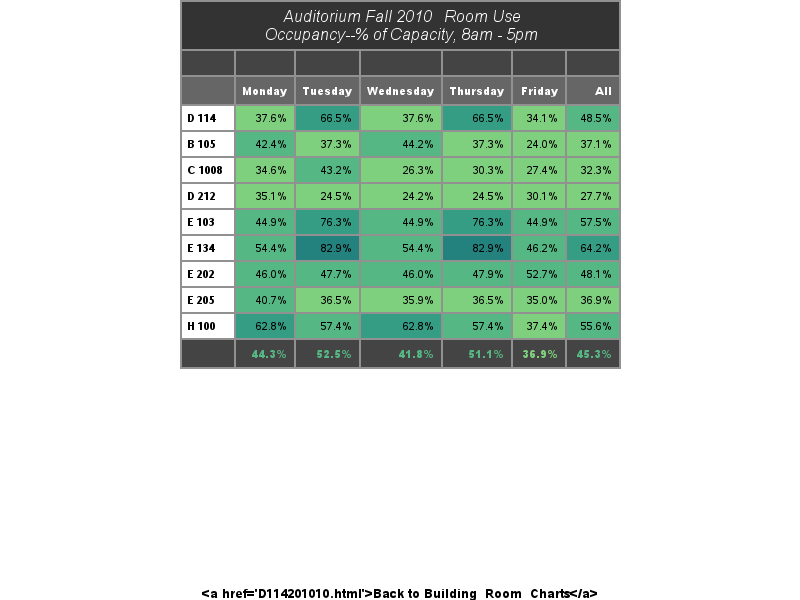 Auditorium Fall 2010 Room Use
Occupancy--% of Capacity, 8am - 5pm
Monday Tuesday Wednesday Thursday Friday All
D 114 37.6% 66.5% 37.6% 66.5% 34.1% 48.5%
B 105 42.4% 37.3% 44.2% 37.3% 24.0% 37.1%
C 1008 34.6% 43.2% 26.3% 30.3% 27.4% 32.3%
D 212 35.1% 24.5% 24.2% 24.5% 30.1% 27.7%
E 103 44.9% 76.3% 44.9% 76.3% 44.9% 57.5%
E 134 54.4% 82.9% 54.4% 82.9% 46.2% 64.2%
E 202 46.0% 47.7% 46.0% 47.9% 52.7% 48.1%
E 205 40.7% 36.5% 35.9% 36.5% 35.0% 36.9%
H 100 62.8% 57.4% 62.8% 57.4% 37.4% 55.6%
44.3% 52.5% 41.8% 51.1% 36.9% 45.3%
<a href='D114201010.html'>Back to Building Room Charts</a>